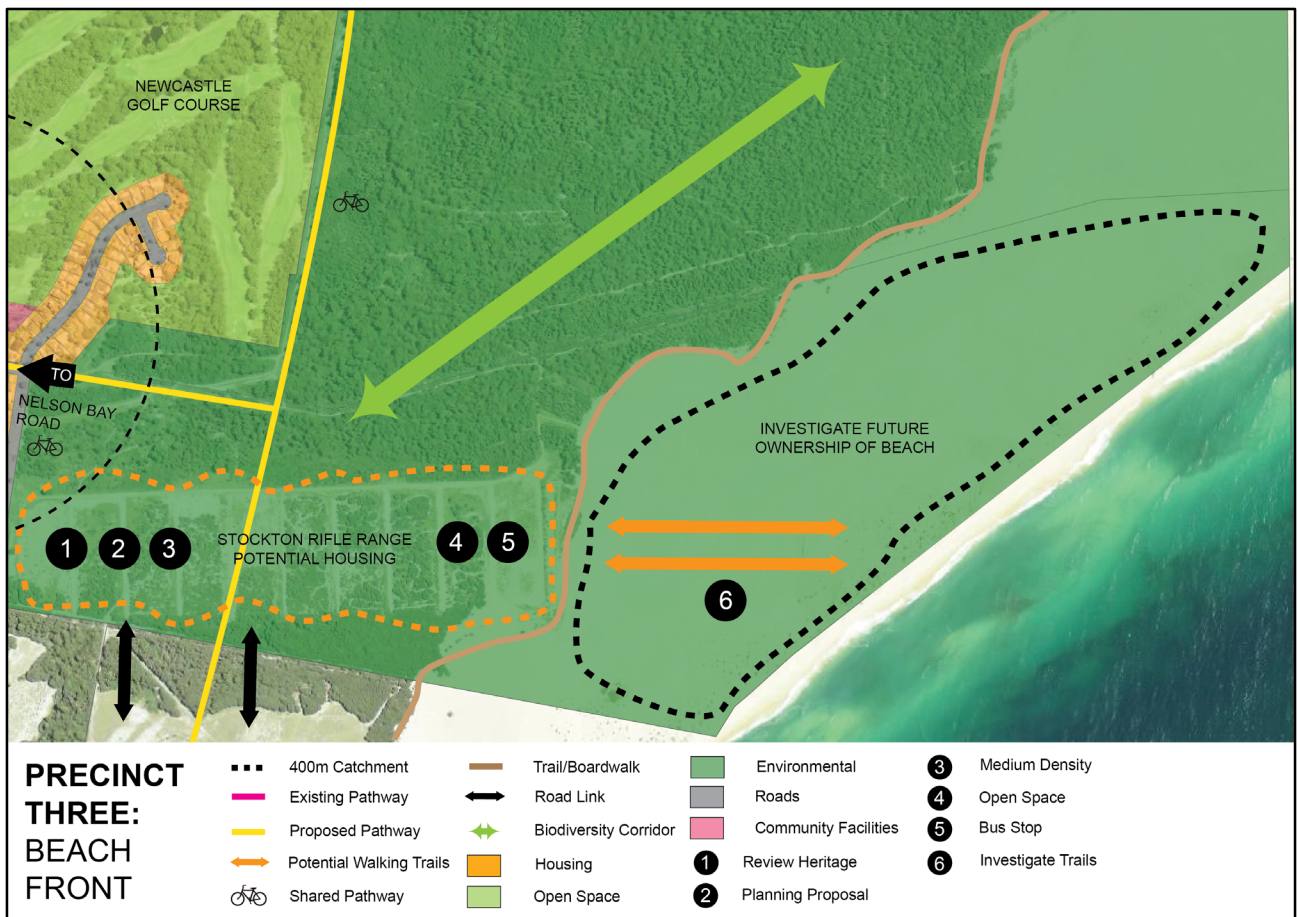 NEWCASTLE
GOLF COURSE
TO
NELSON BAY
ROAD
INVESTIGATE FUTURE
OWNERSHIP OF BEACH
1
2
3
STOCKTON RIFLE RANGE
POTENTIAL HOUSING
4
5
6
PRECINCT
THREE:
BEACH
FRONT
400m Catchment
Existing Pathway
Proposed Pathway
Potential Walking Trails
Shared Pathway
Trail/Boardwalk
Road Link
Biodiversity Corridor
Housing
Open Space
Environmental
Roads
Community Facilities
1 Review Heritage
2 Planning Proposal
3 Medium Density
4 Open Space
5 Bus Stop
6 Investigate Trails